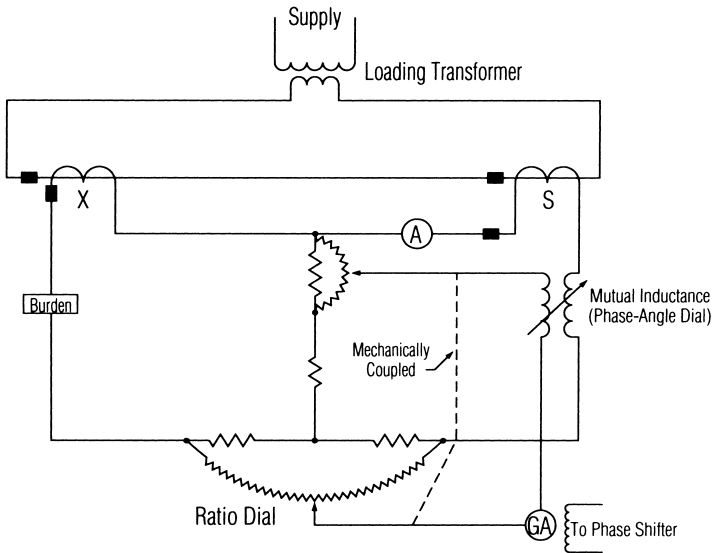 Supply
Loading Transformer
X
S
A
Burden
Mutual Inductance
(Phase-Angle Dial)
Mechanically
Coupled
Ratio Dial
GA
To Phase Shifter